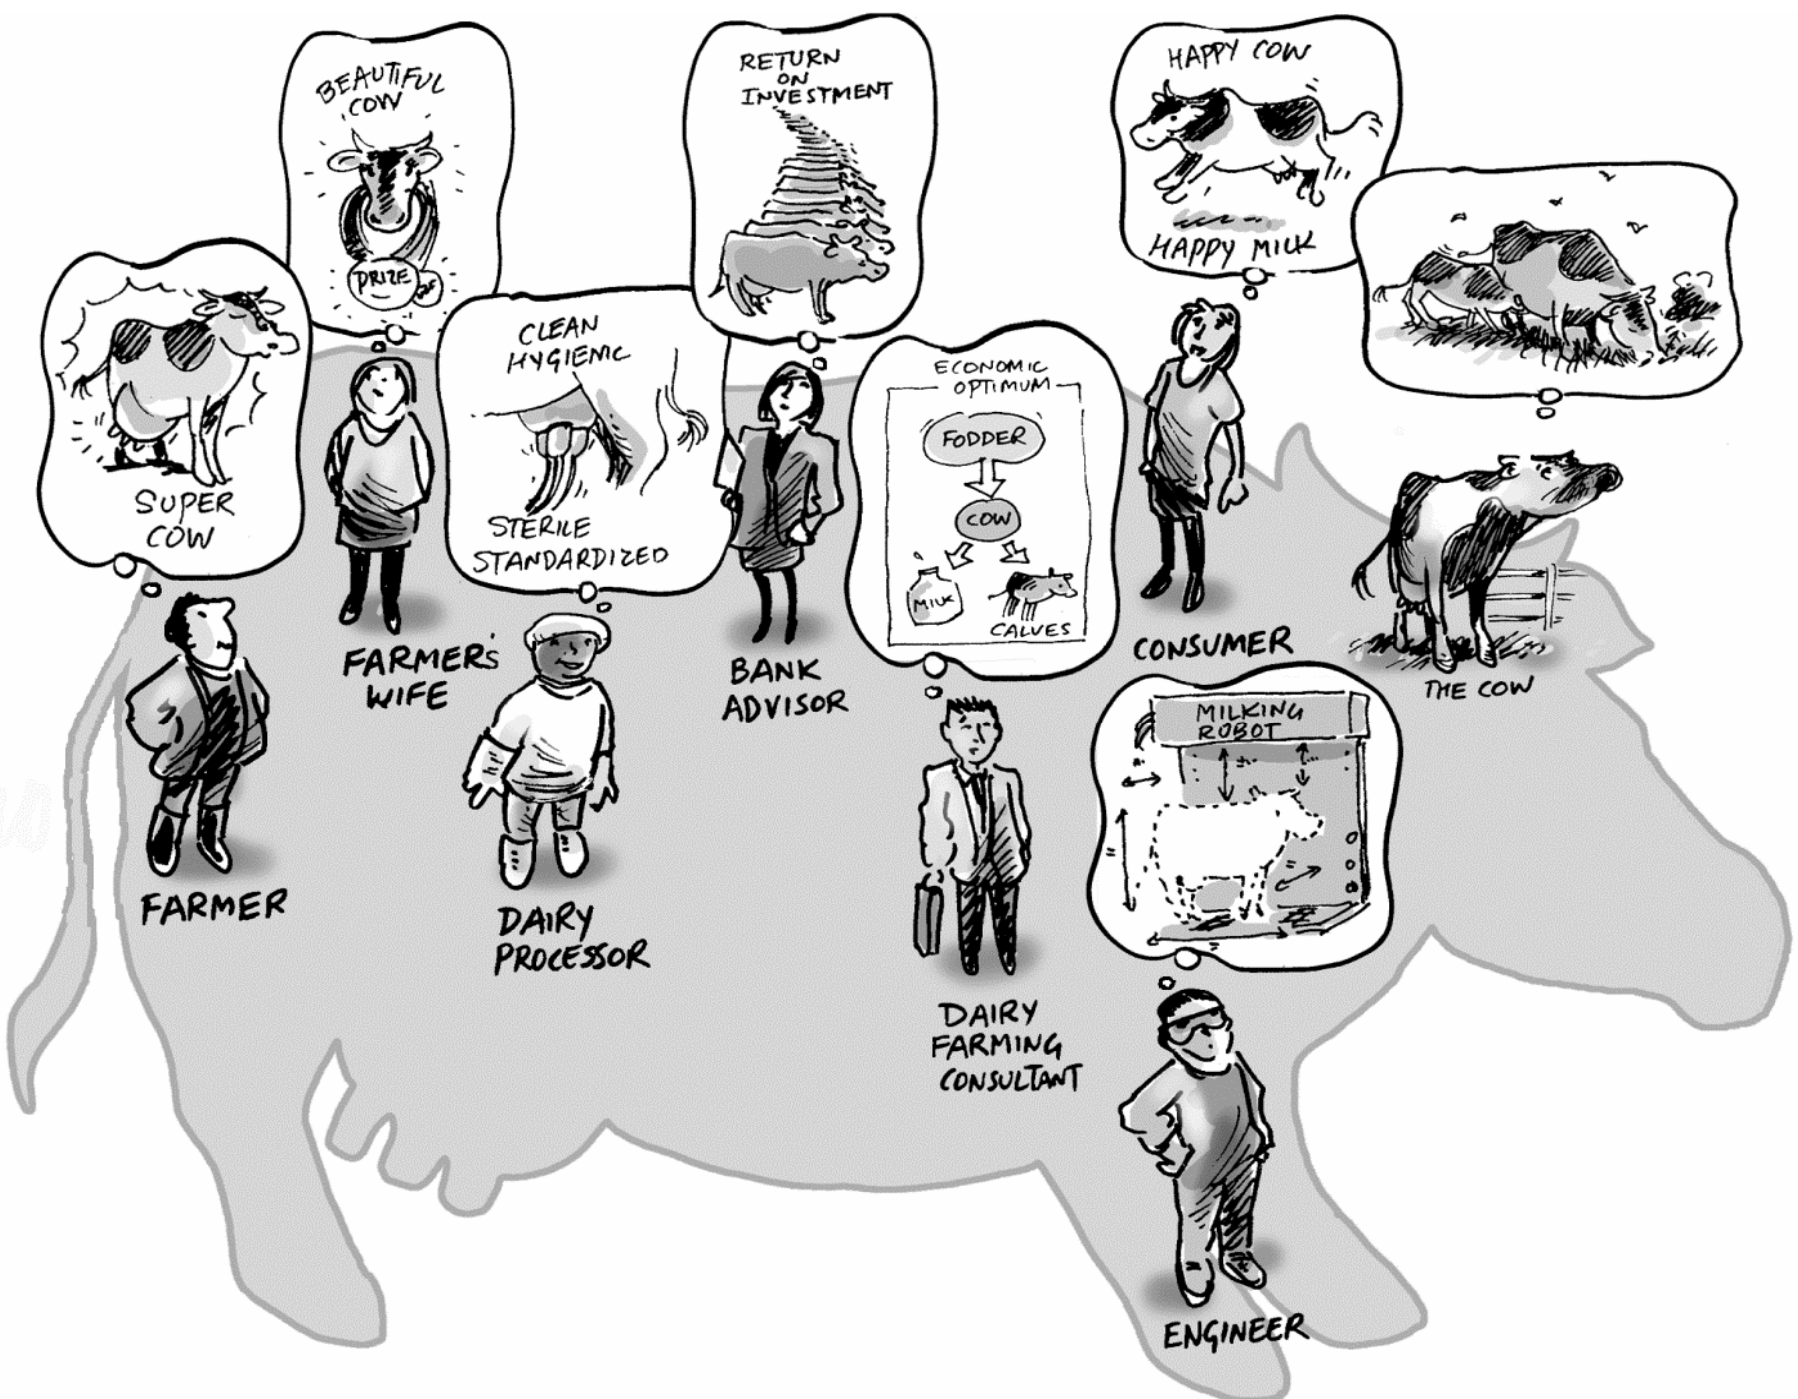 BEAUTIFUL
COW
PRIZE
RETURN
ON
INVESTMENT
HAPPY COW
HAPPY MILK
SUPER
COW
CLEAN
HYGIENIC
STERILE
STANDARDIZED
ECONOMIC
OPTIMUM
FODDER
COW
MILK
CALVES
FARMER'S
WIFE
BANK
ADVISOR
CONSUMER
THE COW
MILKING
ROBOT
FARMER
DAIRY
PROCESSOR
DAIRY
FARMING
CONSULTANT
ENGINEER